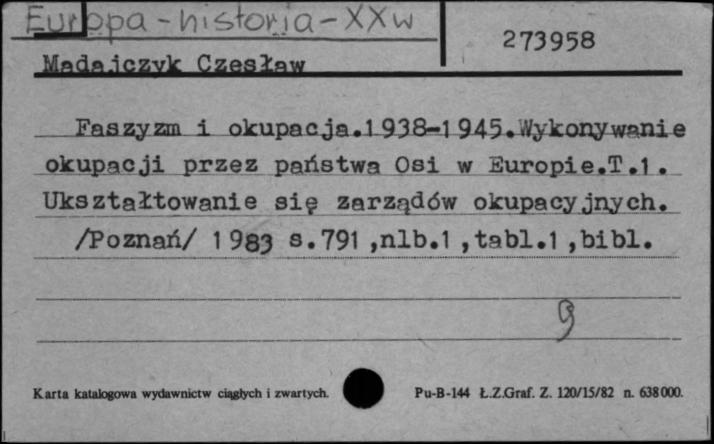 Europa - historia - XXw
273958
Madajczyk Czesław
Faszyzm i okupacja.1938-1945.Wykonywanie
okupacji przez państwa Osi w Europie.T.1.
Ukształtowanie się zarządów okupacyjnych.
/Poznań/ 1983 s.791,nlb.1,tabl.1,bibl.
Karta katalogowa wydawnictw ciągłych i zwartych.
Pu-B-144 Ł.Z.Graf. Z. 120/15/82 n. 638000.